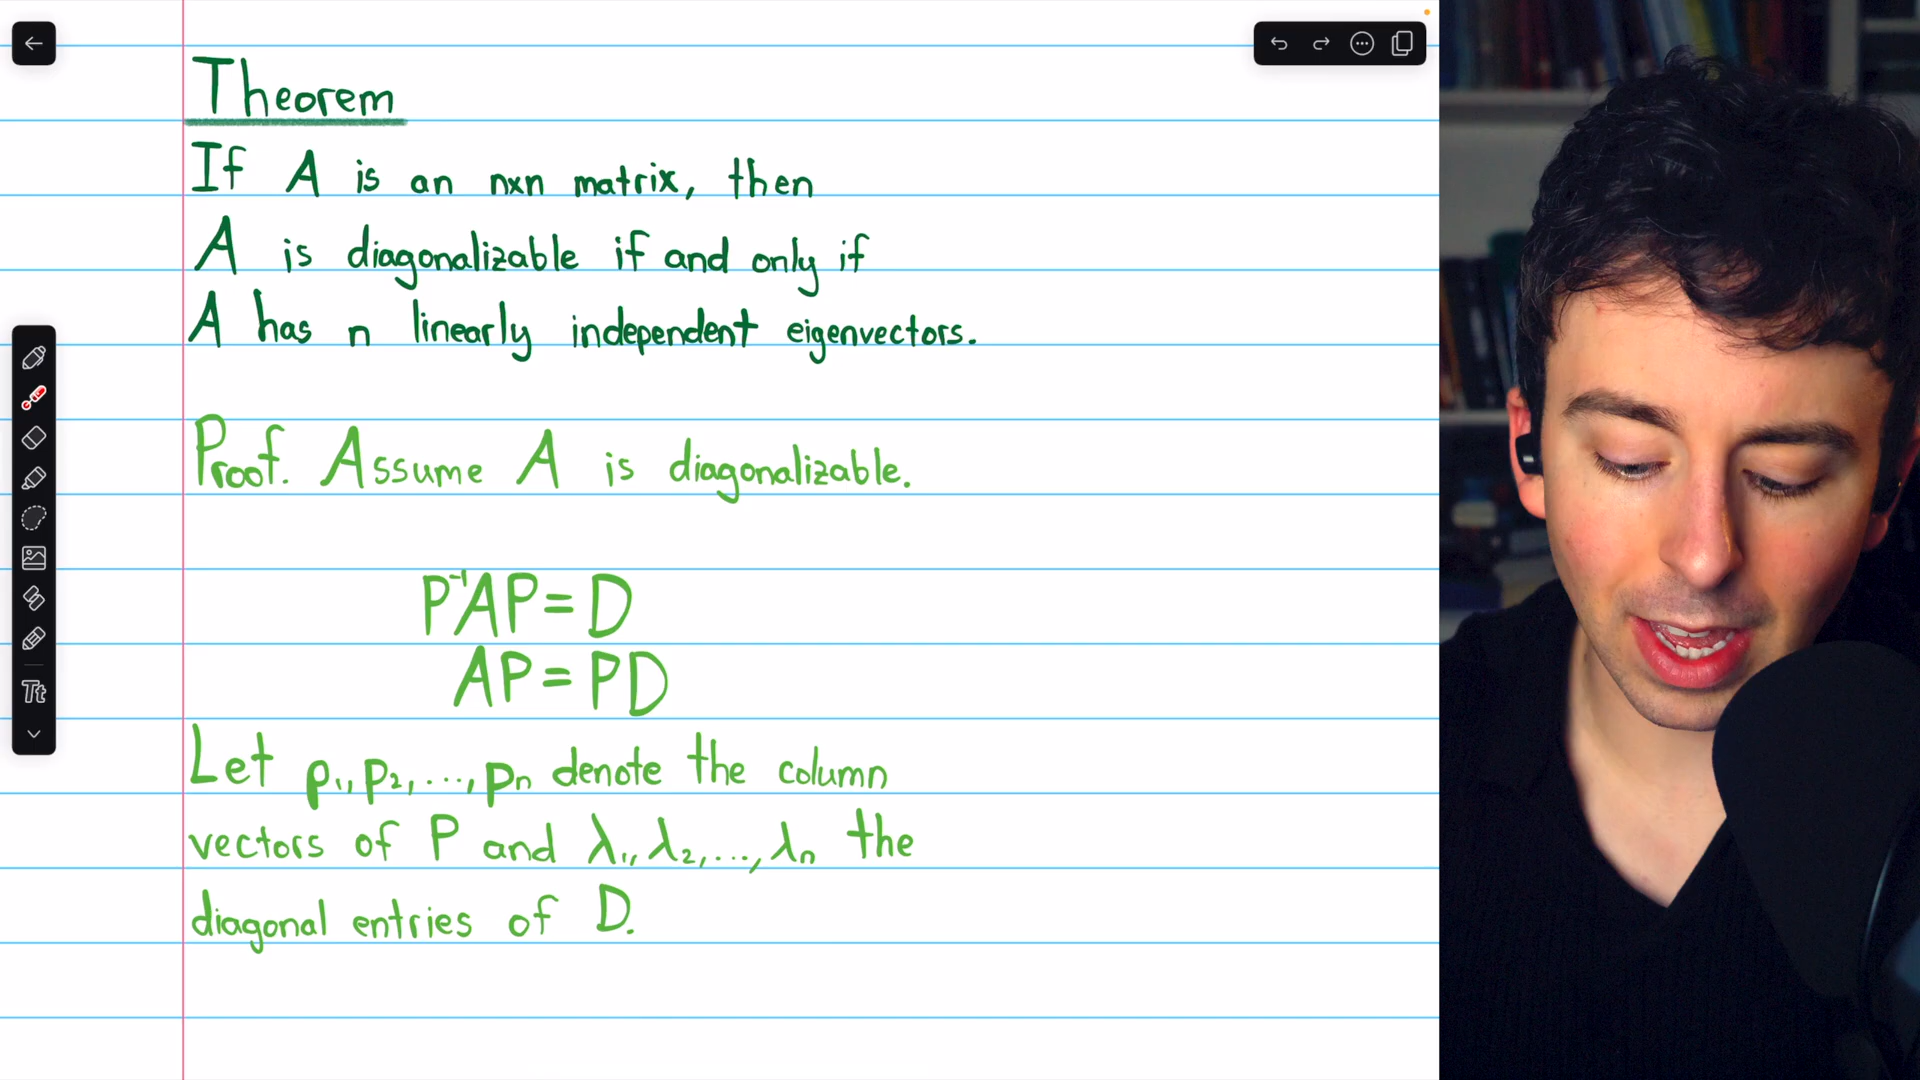 Theorem
If A is an nxn matrix, then
A is diagonalizable if and only if
A has n linearly independent eigenvectors.
Proof. Assume A is diagonalizable.
P⁻¹AP=D
AP=PD
Let p₁, p₂, ..., pₙ denote the column
vectors of P and λ₁, λ₂, ..., λₙ the
diagonal entries of D.
Tt